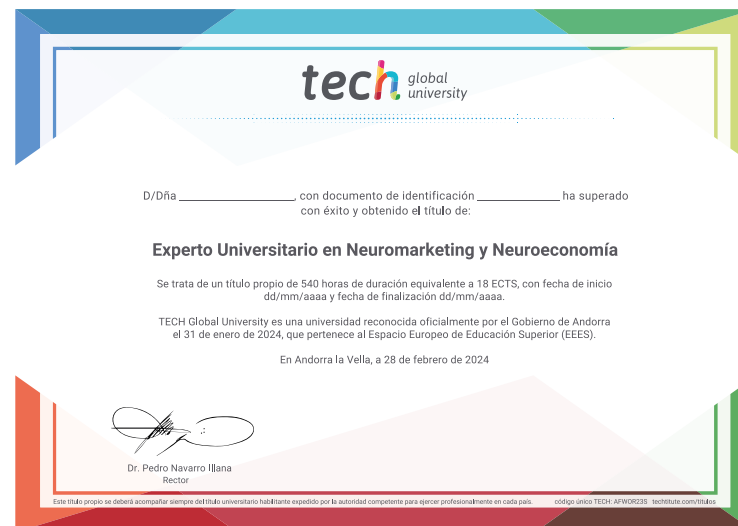 tech global university
D/Dña ____________________, con documento de identificación ______________ ha superado
con éxito y obtenido el título de:
Experto Universitario en Neuromarketing y Neuroeconomía
Se trata de un título propio de 540 horas de duración equivalente a 18 ECTS, con fecha de inicio
dd/mm/aaaa y fecha de finalización dd/mm/aaaa.
TECH Global University es una universidad reconocida oficialmente por el Gobierno de Andorra
el 31 de enero de 2024, que pertenece al Espacio Europeo de Educación Superior (EEES).
En Andorra la Vella, a 28 de febrero de 2024
Dr. Pedro Navarro Illana
Rector
Este título propio se deberá acompañar siempre del título universitario habilitante expedido por la autoridad competente para ejercer profesionalmente en cada país. código único TECH: AFWOR23S techtitute.com/titulos